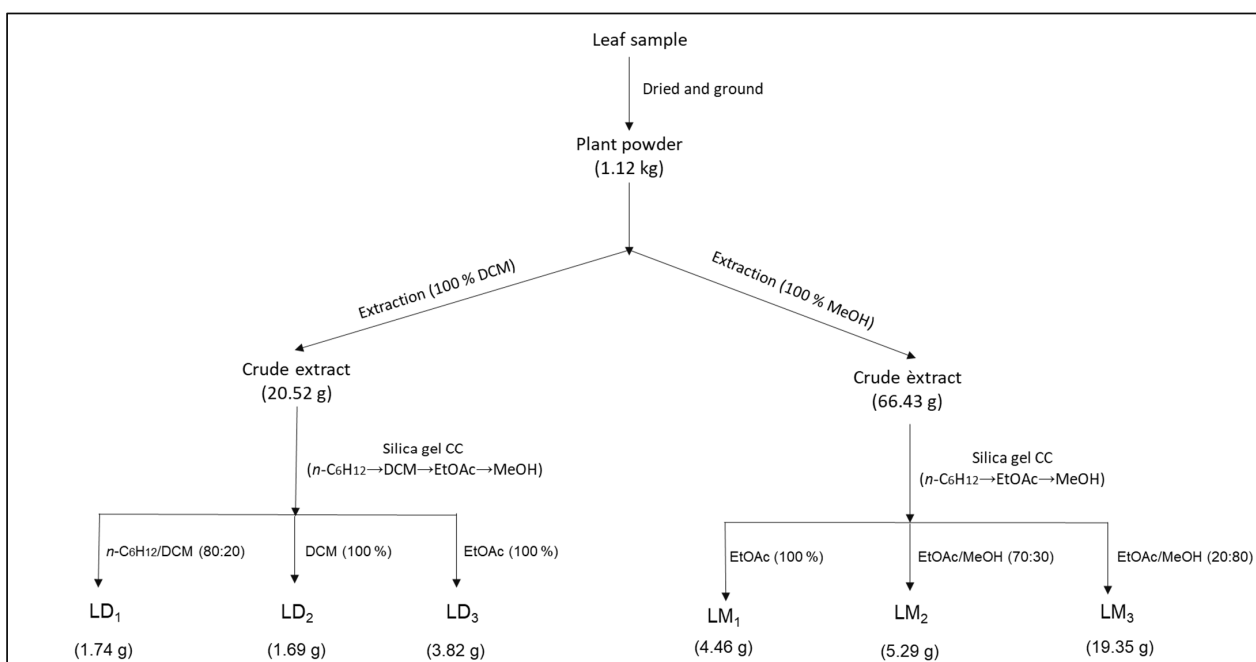 Leaf sample
Dried and ground
Plant powder
(1.12 kg)
Extraction (100 % DCM)
Extraction (100 % MeOH)
Crude extract
(20.52 g)
Crude èxtract
(66.43 g)
Silica gel CC
(n-C6H12→DCM→EtOAc→MeOH)
Silica gel CC
(n-C6H12→EtOAc→MeOH)
n-C6H12/DCM (80:20)
DCM (100 %)
EtOAc (100 %)
EtOAc (100 %)
EtOAc/MeOH (70:30)
EtOAc/MeOH (20:80)
LD1
LD2
LD3
LM1
LM2
LM3
(1.74 g)
(1.69 g)
(3.82 g)
(4.46 g)
(5.29 g)
(19.35 g)